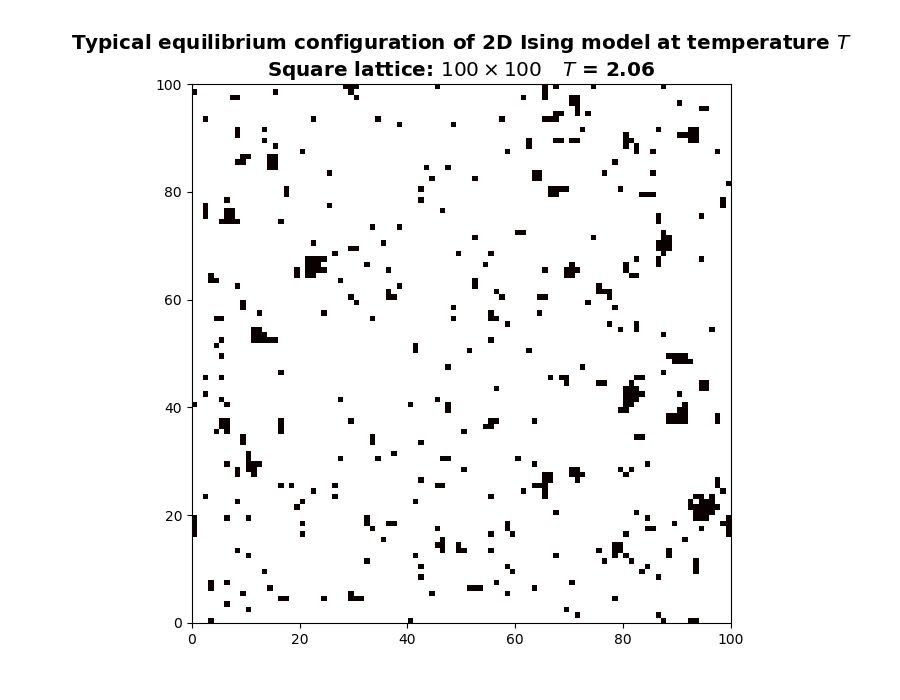 Typical equilibrium configuration of 2D Ising model at temperature T
Square lattice: 100 × 100 T = 2.06
100
80
60
40
20
0
0 20 40 60 80 100